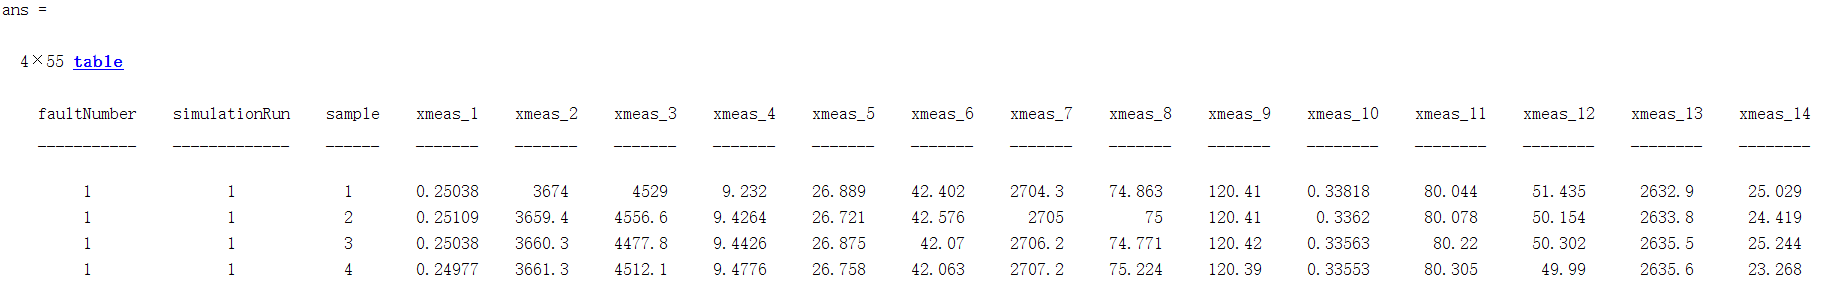 ans =
4×55 table
faultNumber simulationRun sample xmeas_1 xmeas_2 xmeas_3 xmeas_4 xmeas_5 xmeas_6 xmeas_7 xmeas_8 xmeas_9 xmeas_10 xmeas_11 xmeas_12 xmeas_13 xmeas_14
___________ _____________ ______ _______ _______ _______ _______ _______ _______ _______ _______ _______ ________ ________ ________ ________ ________
1 1 1 0.25038 3674 4529 9.232 26.889 42.402 2704.3 74.863 120.41 0.33818 80.044 51.435 2632.9 25.029
1 1 2 0.25109 3659.4 4556.6 9.4264 26.721 42.576 2705 75 120.41 0.3362 80.078 50.154 2633.8 24.419
1 1 3 0.25038 3660.3 4477.8 9.4426 26.875 42.07 2706.2 74.771 120.42 0.33563 80.22 50.302 2635.5 25.244
1 1 4 0.24977 3661.3 4512.1 9.4776 26.758 42.063 2707.2 75.224 120.39 0.33553 80.305 49.99 2635.6 23.268